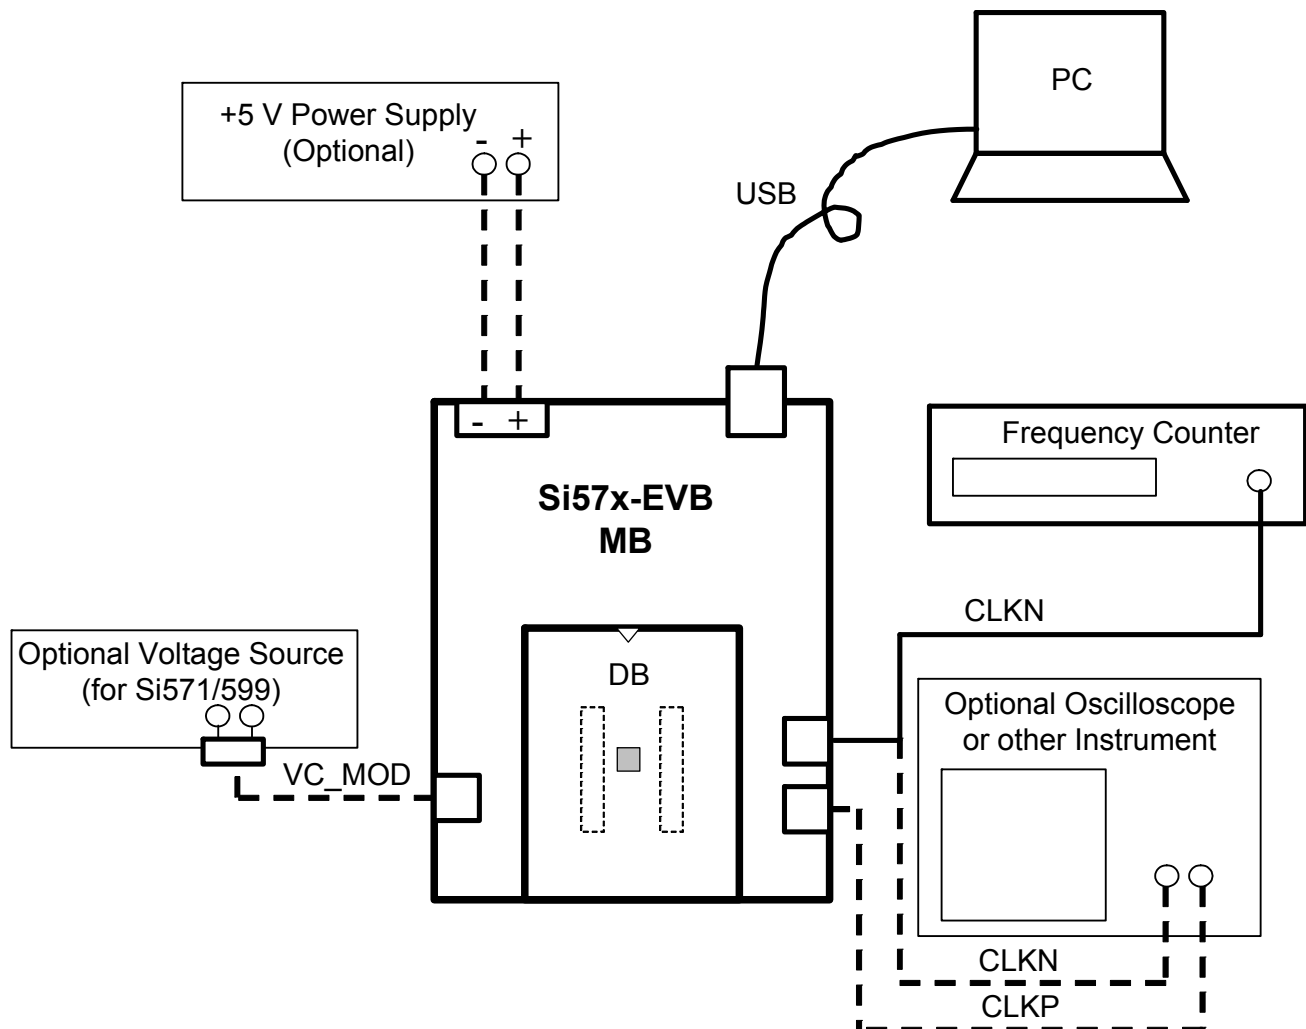 PC
+5 V Power Supply
(Optional)
- +
USB
- +
Si57x-EVB
MB
Frequency Counter
CLKN
Optional Voltage Source
(for Si571/599)
DB
Optional Oscilloscope
or other Instrument
VC_MOD
CLKN
CLKP